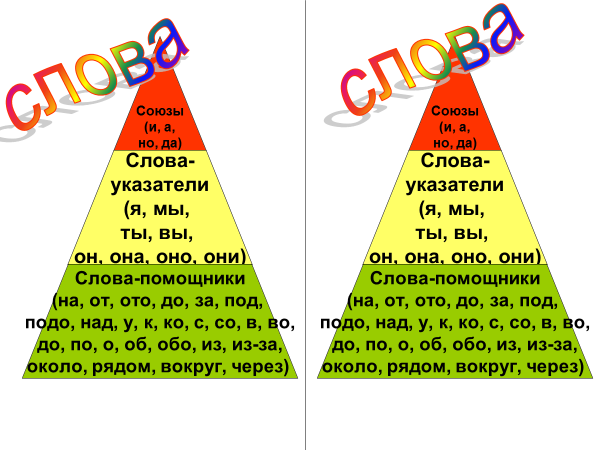 слова
Союзы
(и, а,
но, да)
Слова-
указатели
(я, мы,
ты, вы,
он, она, оно, они)
Слова-помощники
(на, от, ото, до, за, под,
подо, над, у, к, ко, с, со, в, во,
до, по, о, об, обо, из, из-за,
около, рядом, вокруг, через)
слова
Союзы
(и, а,
но, да)
Слова-
указатели
(я, мы,
ты, вы,
он, она, оно, они)
Слова-помощники
(на, от, ото, до, за, под,
подо, над, у, к, ко, с, со, в, во,
до, по, о, об, обо, из, из-за,
около, рядом, вокруг, через)